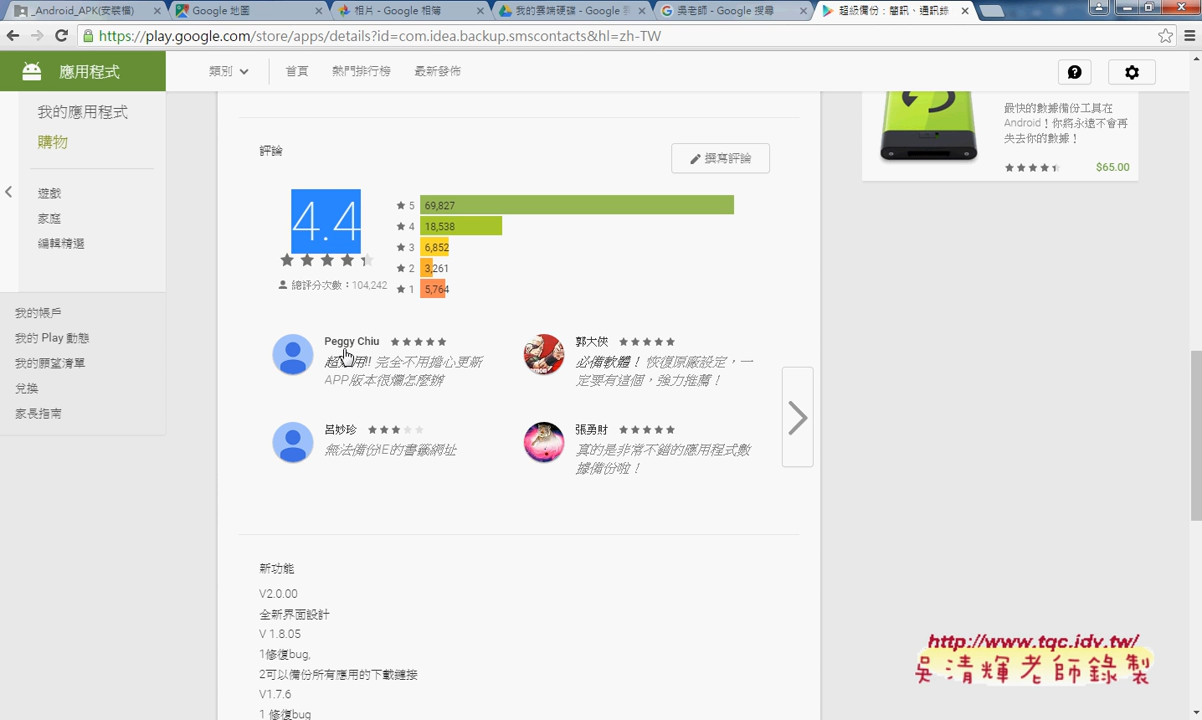 _Android_APK(安裝檔)
Google 地圖
相片 - Google 相簿
我的雲端硬碟 - Google
吳老師 - Google 搜尋
超級備份：簡訊、通訊錄
https://play.google.com/store/apps/details?id=com.idea.backup.smscontacts&hl=zh-TW
應用程式
類別
首頁
熱門排行榜
最新發佈
我的應用程式
購物
遊戲
家庭
編輯精選
我的帳戶
我的 Play 動態
我的願望清單
兌換
家長指南
最快的數據備份工具在
Android！你將永遠不會再
失去你的數據！
$65.00
評論
撰寫評論
4.4
總評分次數：104,242
5 69,827
4 18,538
3 6,852
2 3,261
1 5,764
Peggy Chiu
完全不用擔心更新
APP版本很爛怎麼辦
郭大俠
必備軟體！ 恢復原廠設定，一
定要有這個，強力推薦！
呂妙珍
無法備份IE的書籤網址
張勇財
真的是非常不錯的應用程式數
據備份啦！
新功能
V2.0.00
全新界面設計
V 1.8.05
1修復bug,
2可以備份所有應用的下載鏈接
V1.7.6
1 修復bug
http://www.tqc.idv.tw/
吳清輝老師錄製